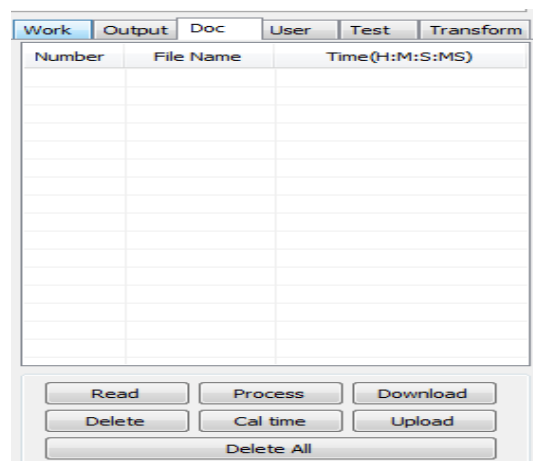 Work Output Doc User Test Transform
Number File Name Time(H:M:S:MS)
Read Process Download
Delete Cal time Upload
Delete All